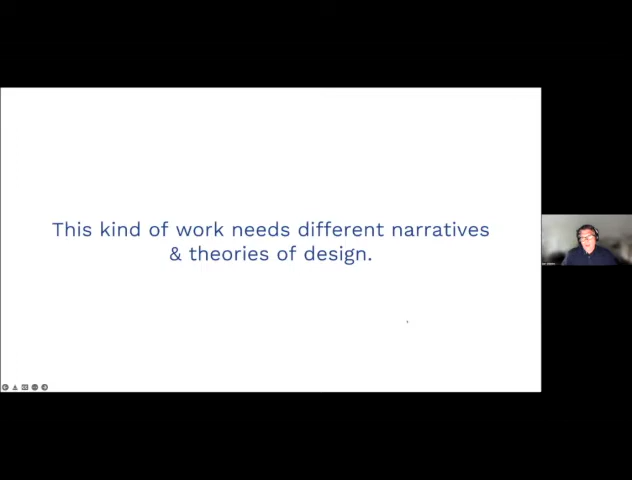 This kind of work needs different narratives
& theories of design.